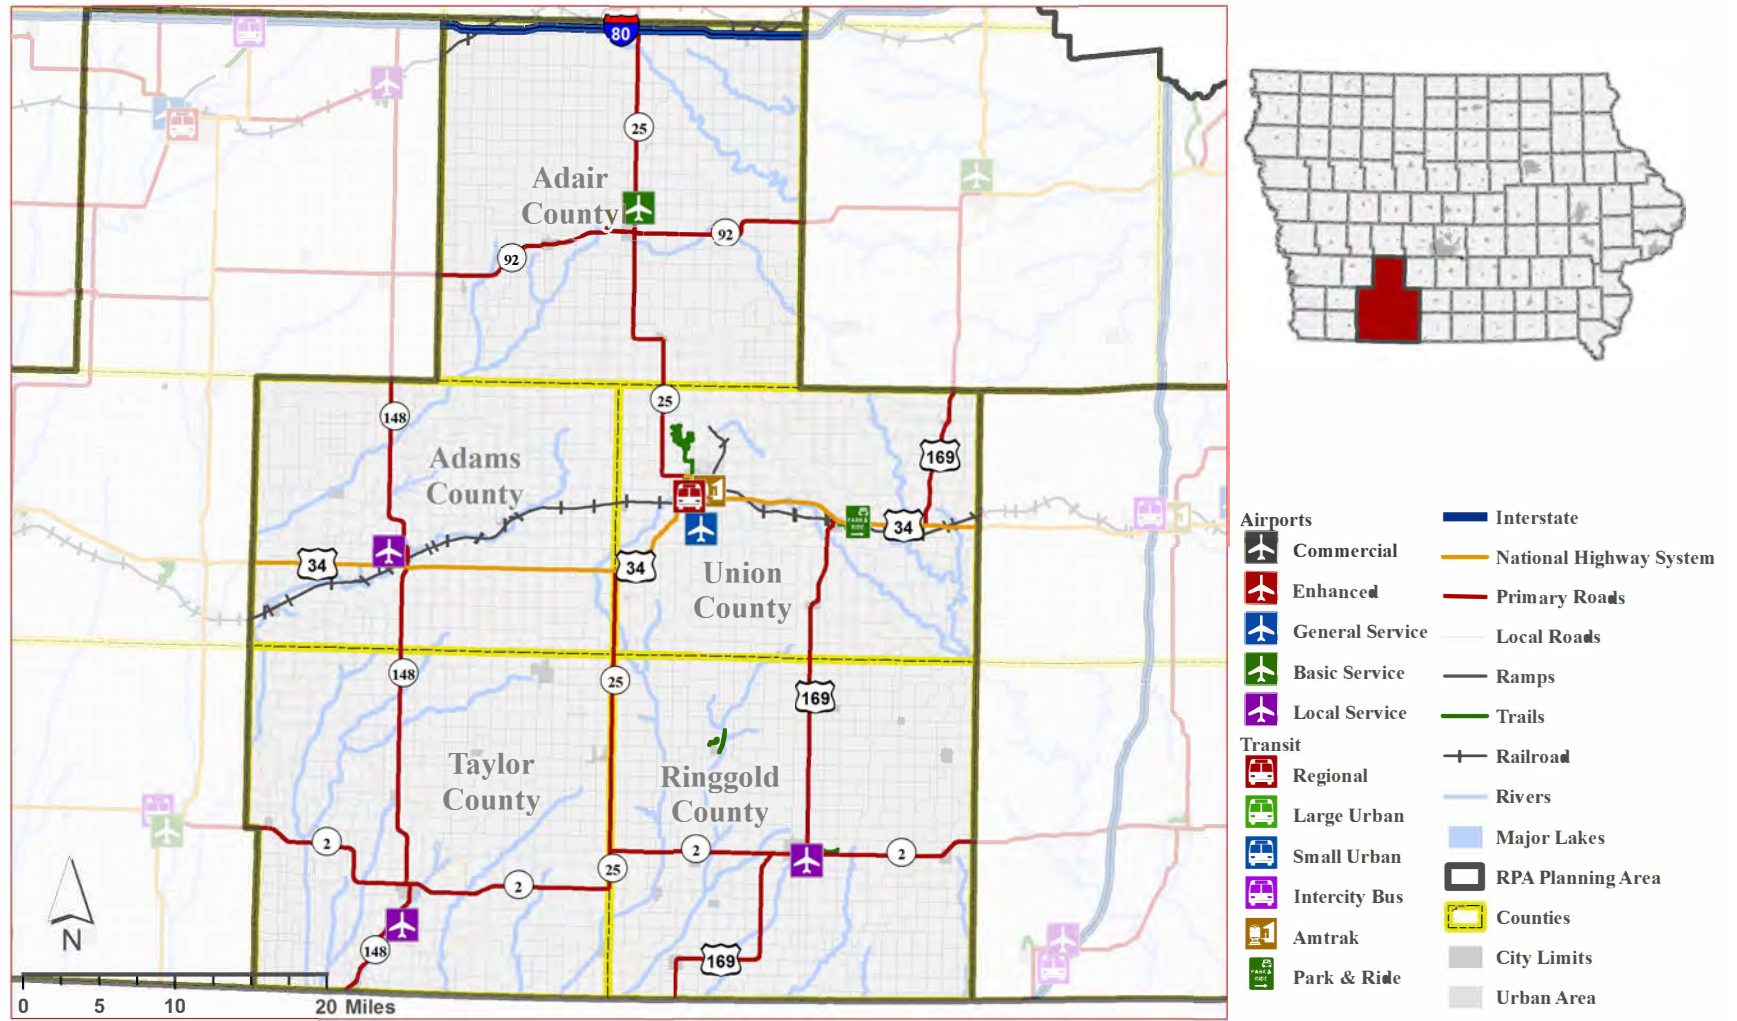 80
25
Adair
County
92
92
25
148
169
Adams
County
PARK &
RIDE
34
34
34
Union
County
148
25
169
Taylor
County
Ringgold
County
2
2
2
25
2
148
169
N
0 5 10 20 Miles
Airports
Commercial
Enhanced
General Service
Basic Service
Local Service
Transit
Regional
Large Urban
Small Urban
Intercity Bus
Amtrak
PARK &
RIDE
Park & Ride
Interstate
National Highway System
Primary Roads
Local Roads
Ramps
Trails
Railroad
Rivers
Major Lakes
RPA Planning Area
Counties
City Limits
Urban Area